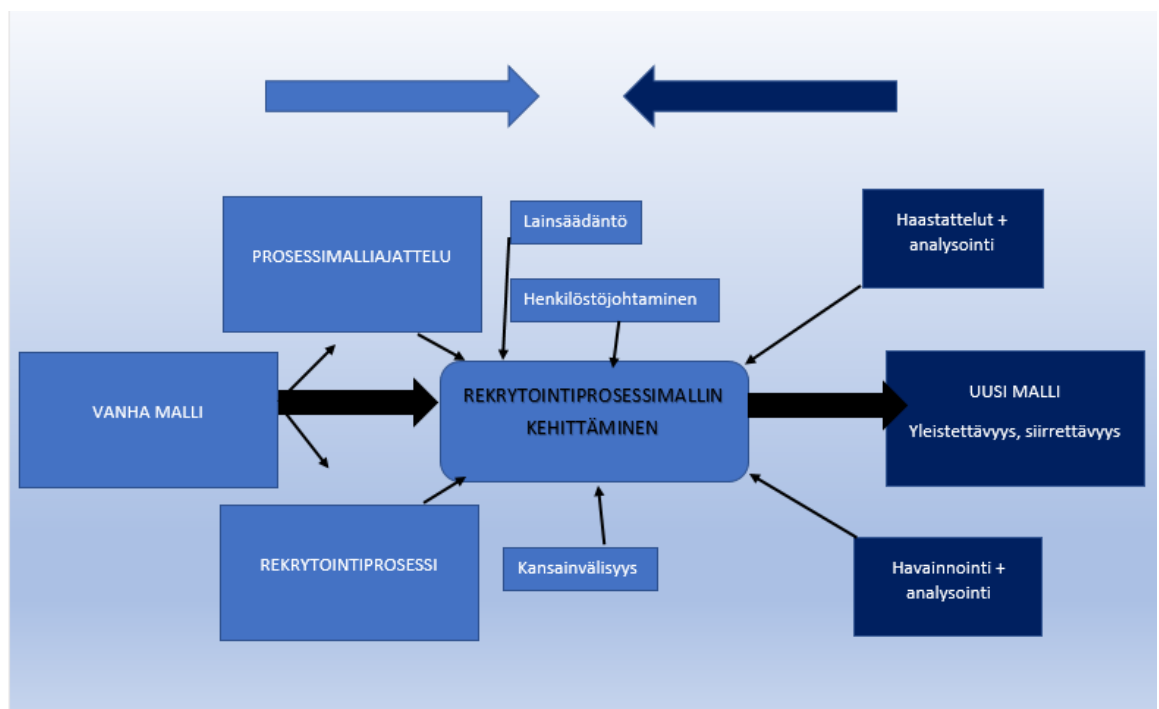 Lainsäädäntö
Haastattelut +
analysointi
PROSESSIMALLIAJATTELU
Henkilöstöjohtaminen
VANHA MALLI
REKRYTOINTIPROSESSIMALLIN
KEHITTÄMINEN
UUSI MALLI
Yleistettävyys, siirrettävyys
REKRYTOINTIPROSESSI
Kansainvälisyys
Havainnointi +
analysointi